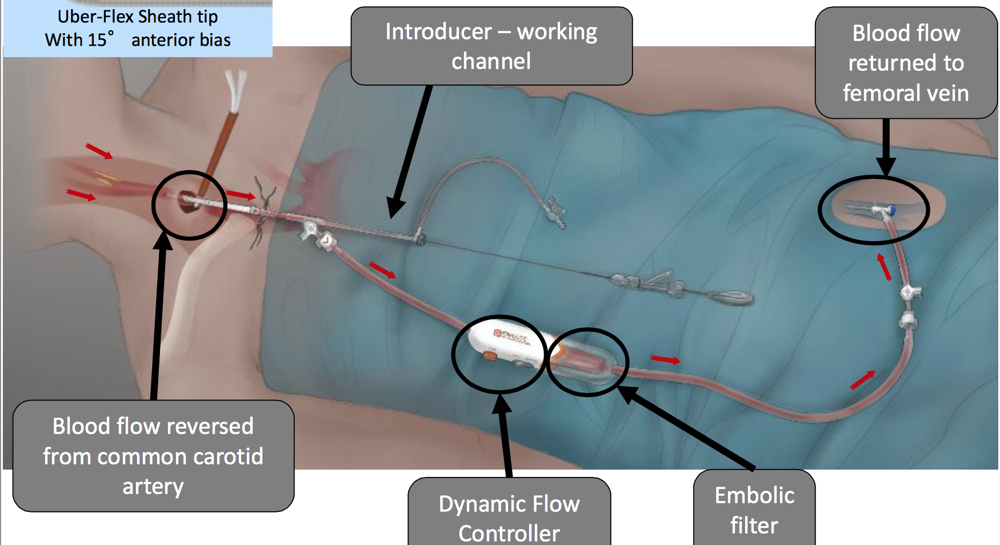 Uber-Flex Sheath tip
With 15° anterior bias
Introducer – working
channel
Blood flow
returned to
femoral vein
Blood flow reversed
from common carotid
artery
Dynamic Flow
Controller
Embolic
filter